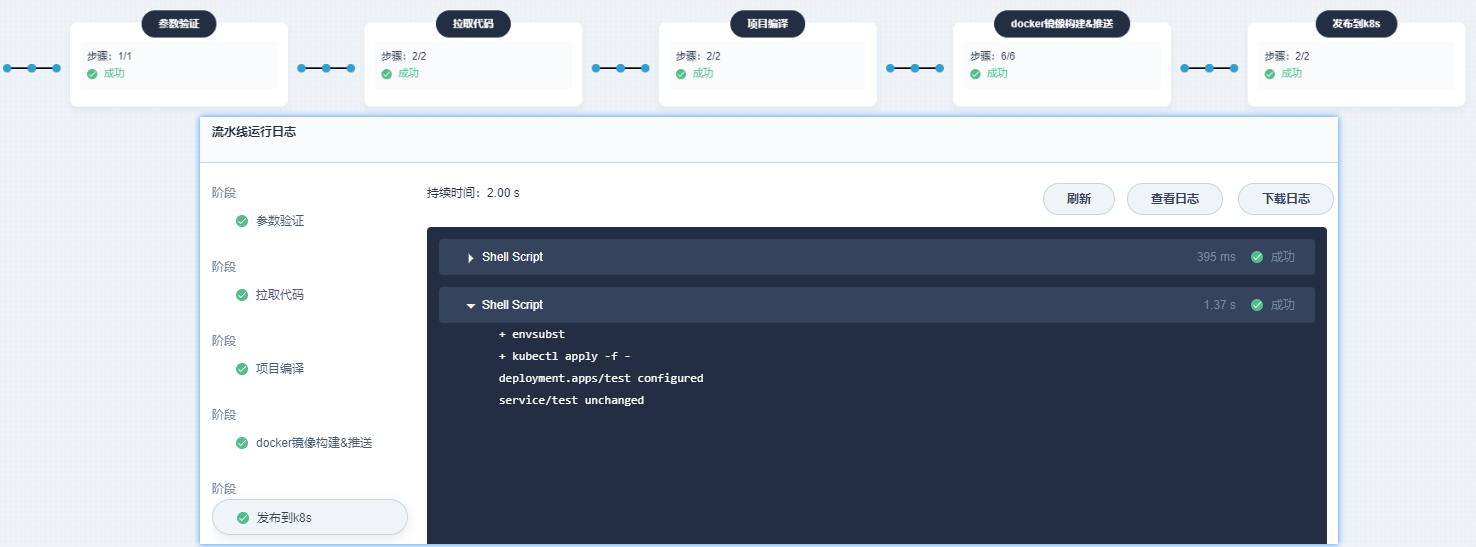 参数验证
步骤：1/1
成功
拉取代码
步骤：2/2
成功
项目编译
步骤：2/2
成功
docker镜像构建&推送
步骤：6/6
成功
发布到k8s
步骤：2/2
成功
流水线运行日志
阶段
参数验证
阶段
拉取代码
阶段
项目编译
阶段
docker镜像构建&推送
阶段
发布到k8s
持续时间：2.00 s
刷新
查看日志
下载日志
Shell Script 395 ms 成功
Shell Script 1.37 s 成功
+ envsubst
+ kubectl apply -f -
deployment.apps/test configured
service/test unchanged